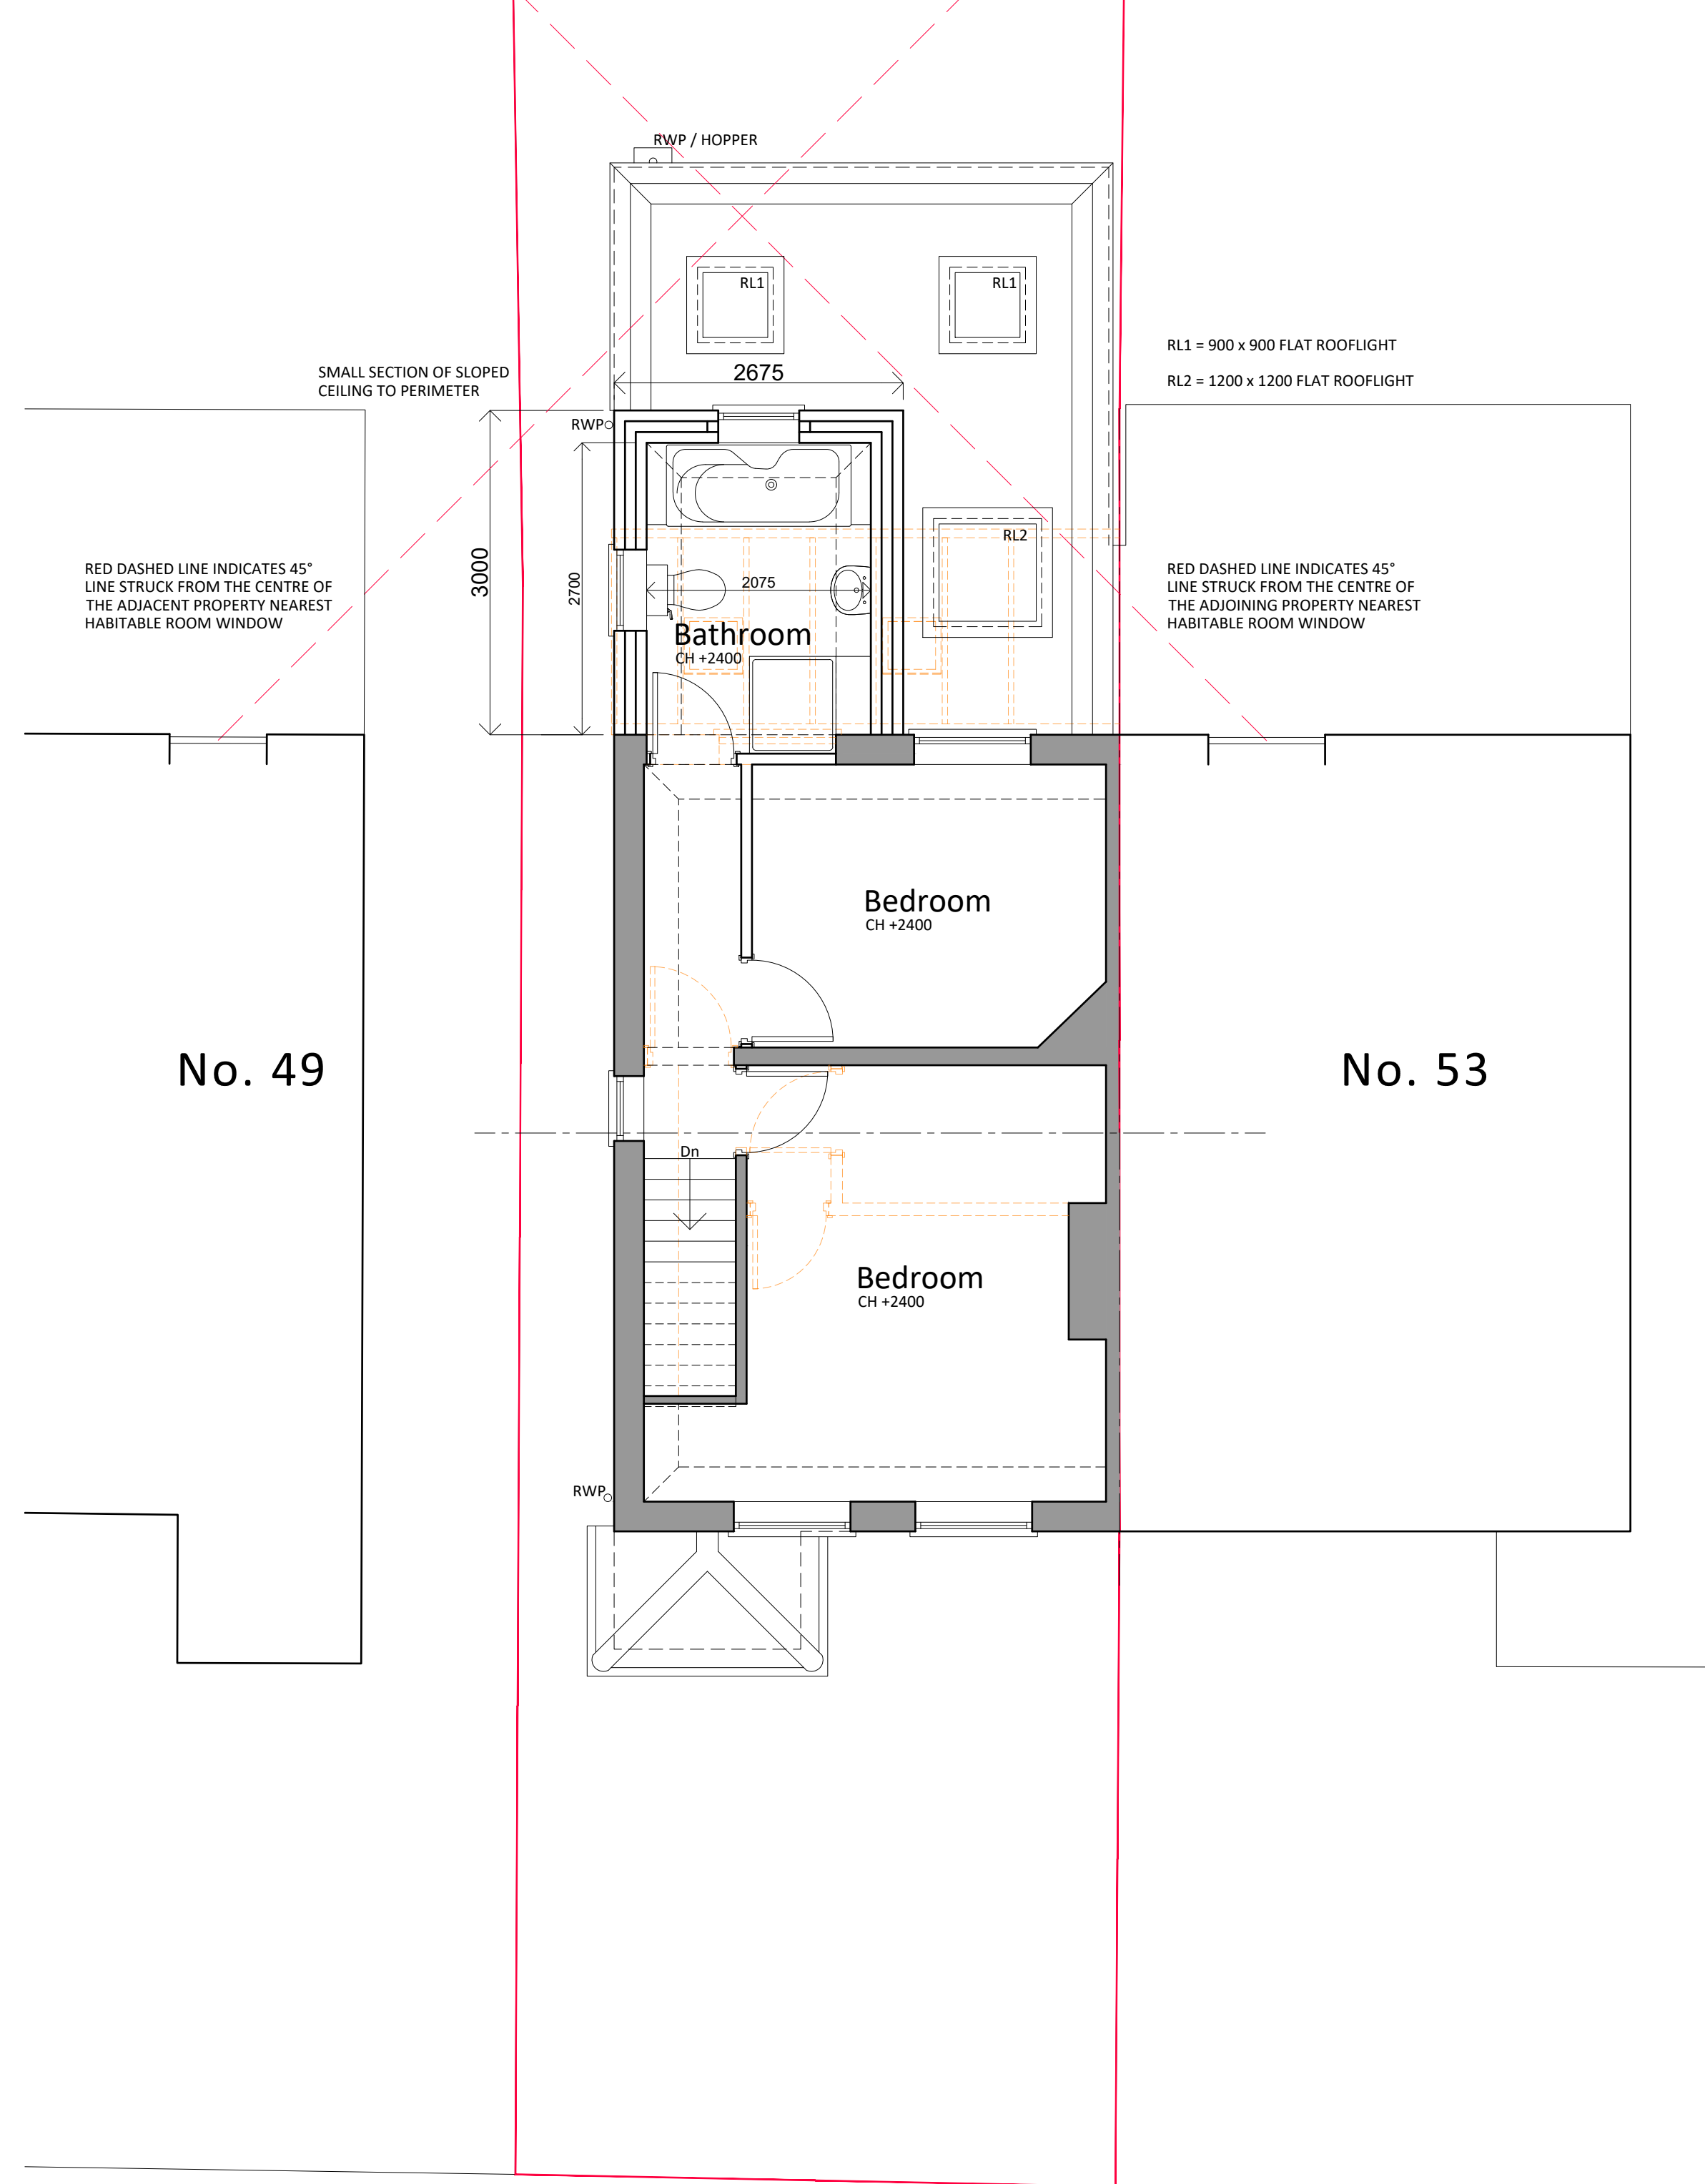 RWP / HOPPER
RL1
RL1
RL1 = 900 x 900 FLAT ROOFLIGHT
RL2 = 1200 x 1200 FLAT ROOFLIGHT
SMALL SECTION OF SLOPED
CEILING TO PERIMETER
2675
RWP
3000
2700
RL2
RED DASHED LINE INDICATES 45°
LINE STRUCK FROM THE CENTRE OF
THE ADJACENT PROPERTY NEAREST
HABITABLE ROOM WINDOW
2075
Bathroom
CH +2400
RED DASHED LINE INDICATES 45°
LINE STRUCK FROM THE CENTRE OF
THE ADJOINING PROPERTY NEAREST
HABITABLE ROOM WINDOW
Bedroom
CH +2400
No. 49
No. 53
Dn
Bedroom
CH +2400
RWP